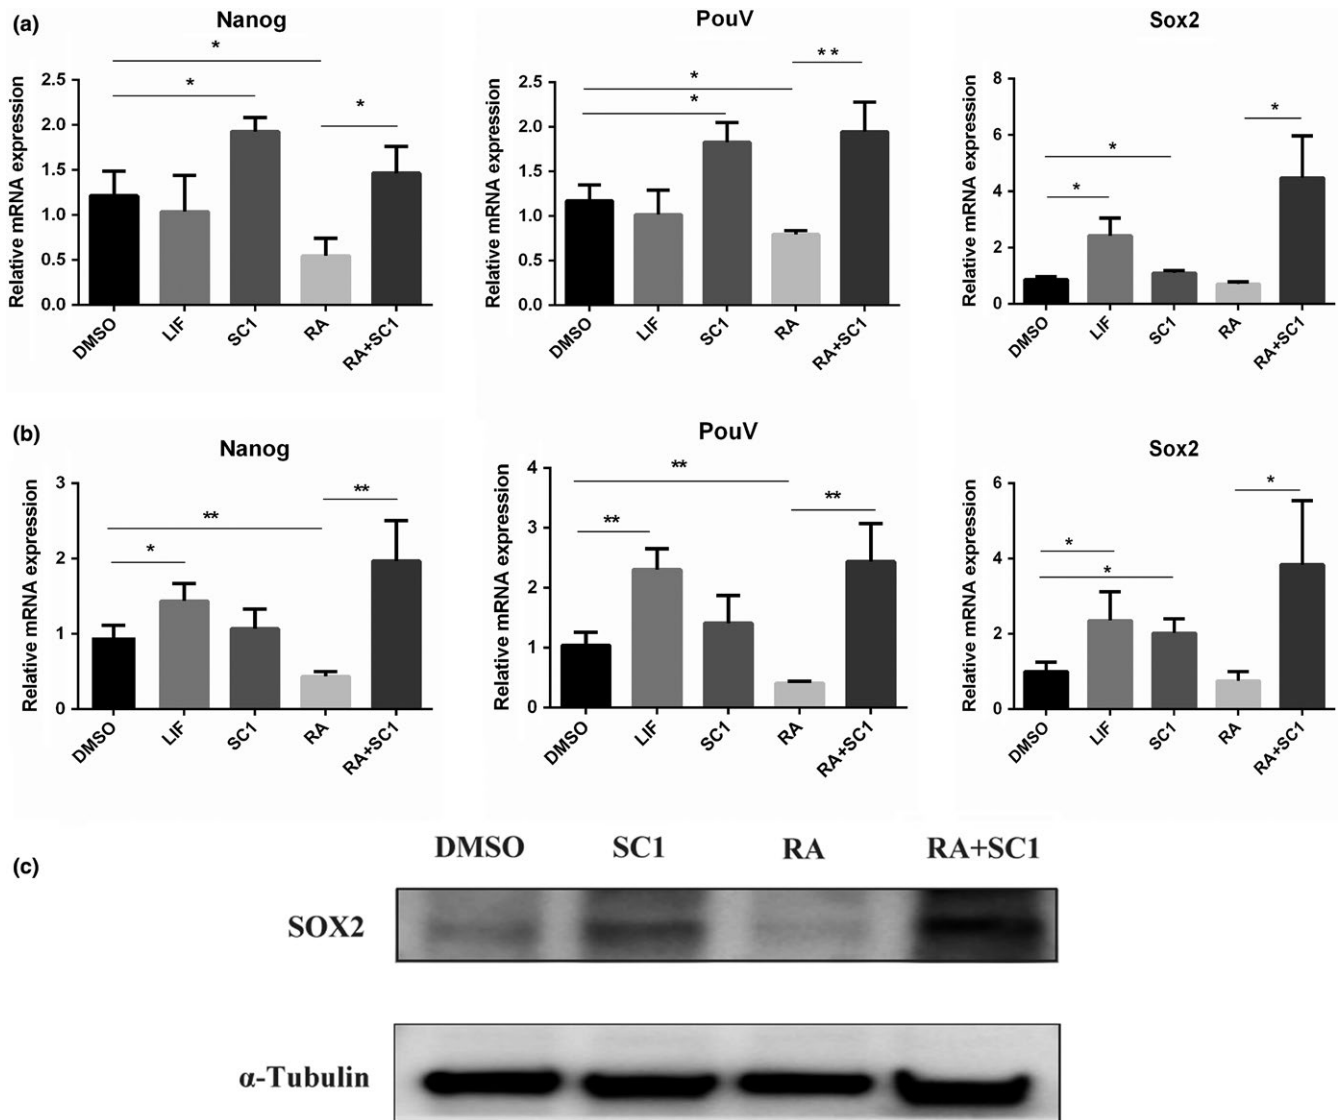 (a)
Nanog
Relative mRNA expression
2.5
2.0
1.5
1.0
0.5
0.0
* * *
DMSO LIF SC1 RA RA+SC1
PouV
Relative mRNA expression
2.5
2.0
1.5
1.0
0.5
0.0
* * * *
DMSO LIF SC1 RA RA+SC1
Sox2
Relative mRNA expression
8
6
4
2
0
* * *
DMSO LIF SC1 RA RA+SC1
(b)
Nanog
Relative mRNA expression
3
2
1
0
* ** **
DMSO LIF SC1 RA RA+SC1
PouV
Relative mRNA expression
4
3
2
1
0
** ** **
DMSO LIF SC1 RA RA+SC1
Sox2
Relative mRNA expression
6
4
2
0
* * *
DMSO LIF SC1 RA RA+SC1
(c)
DMSO SC1 RA RA+SC1
SOX2
α-Tubulin